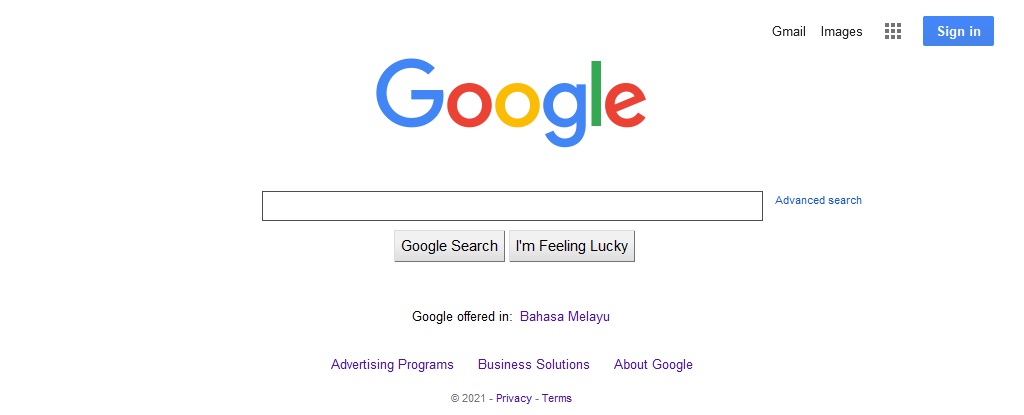 Gmail Images Sign in
Google
Advanced search
Google Search I'm Feeling Lucky
Google offered in: Bahasa Melayu
Advertising Programs Business Solutions About Google
© 2021 - Privacy - Terms